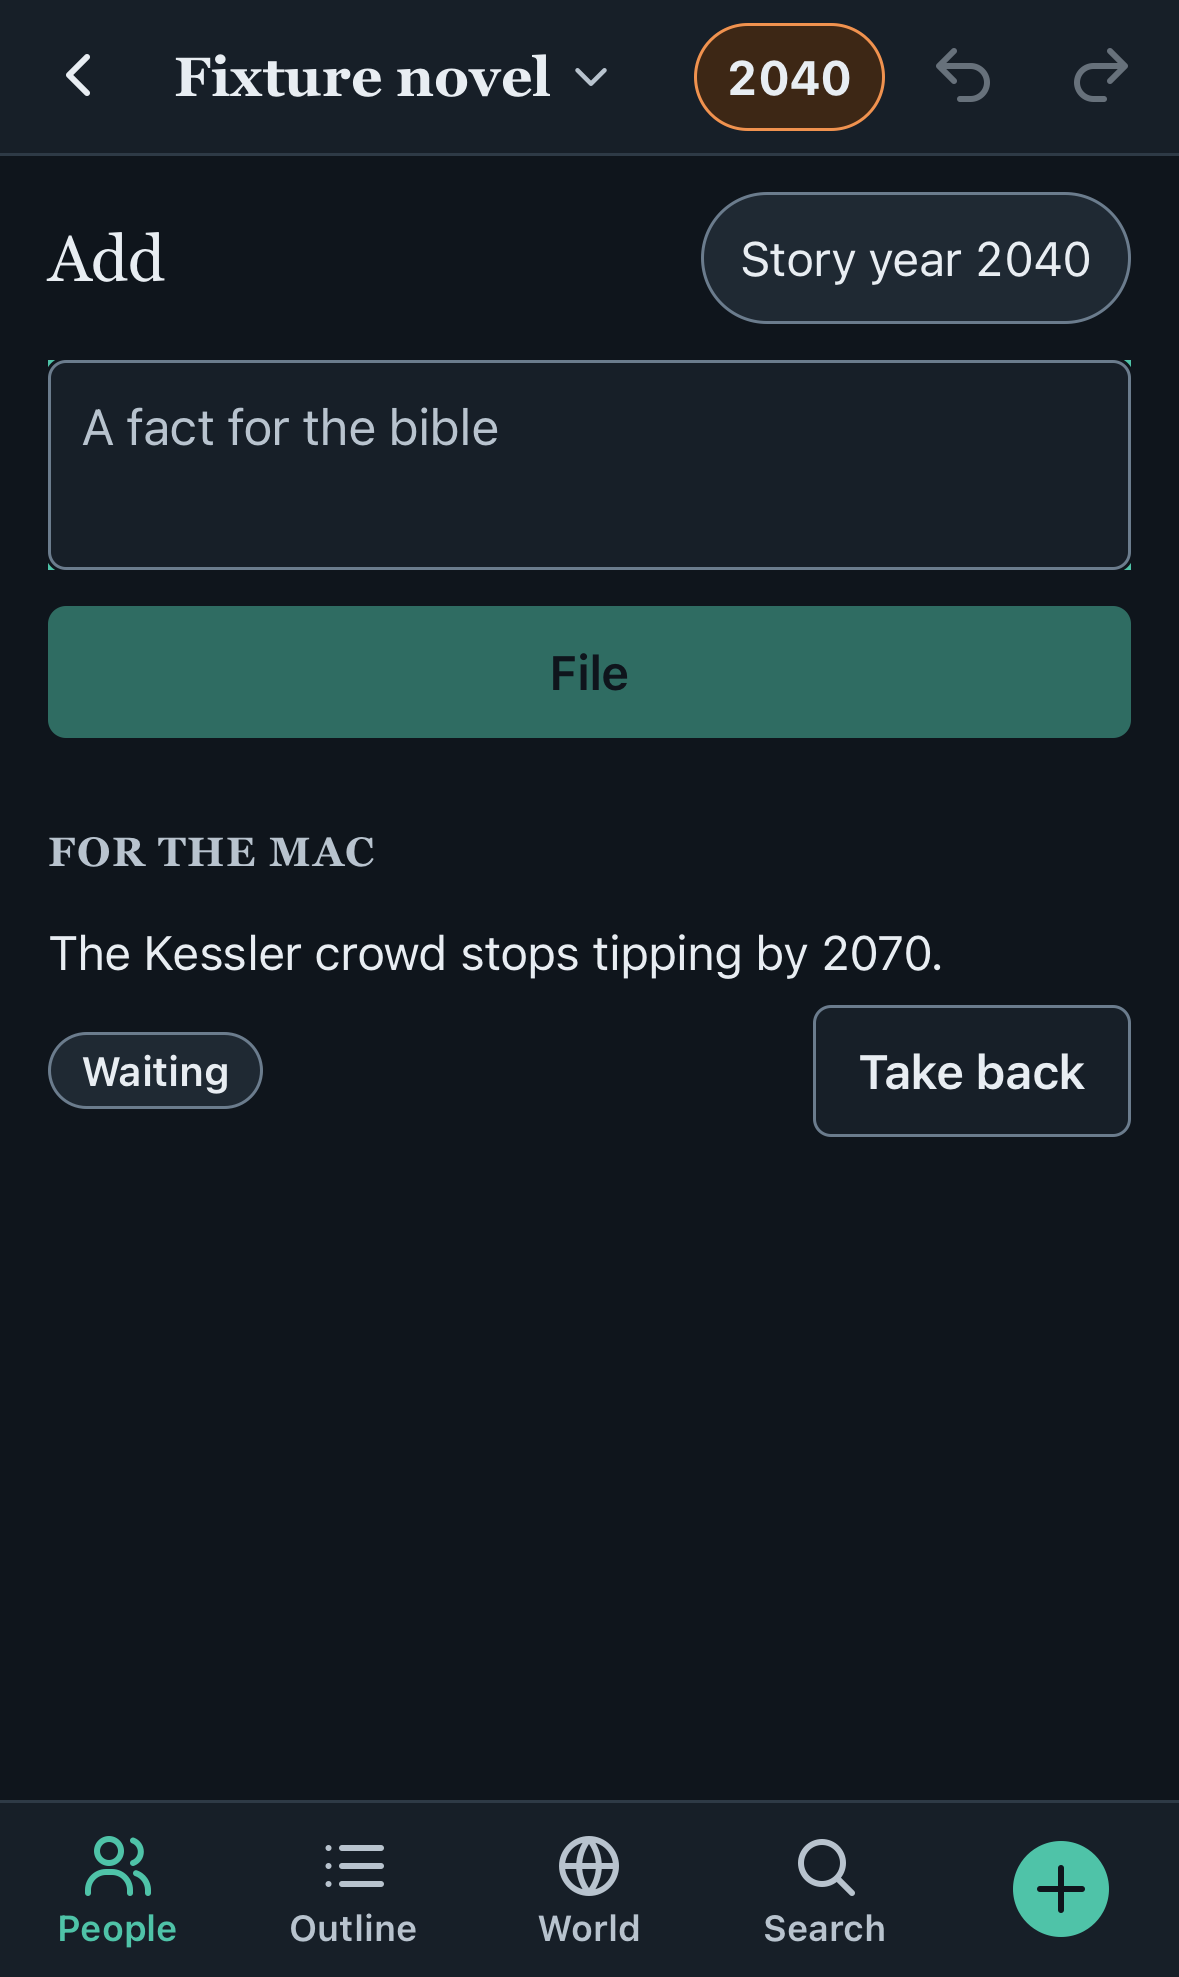 Fixture novel
2040
Add
Story year 2040
A fact for the bible
File
FOR THE MAC
The Kessler crowd stops tipping by 2070.
Waiting
Take back
People
Outline
World
Search